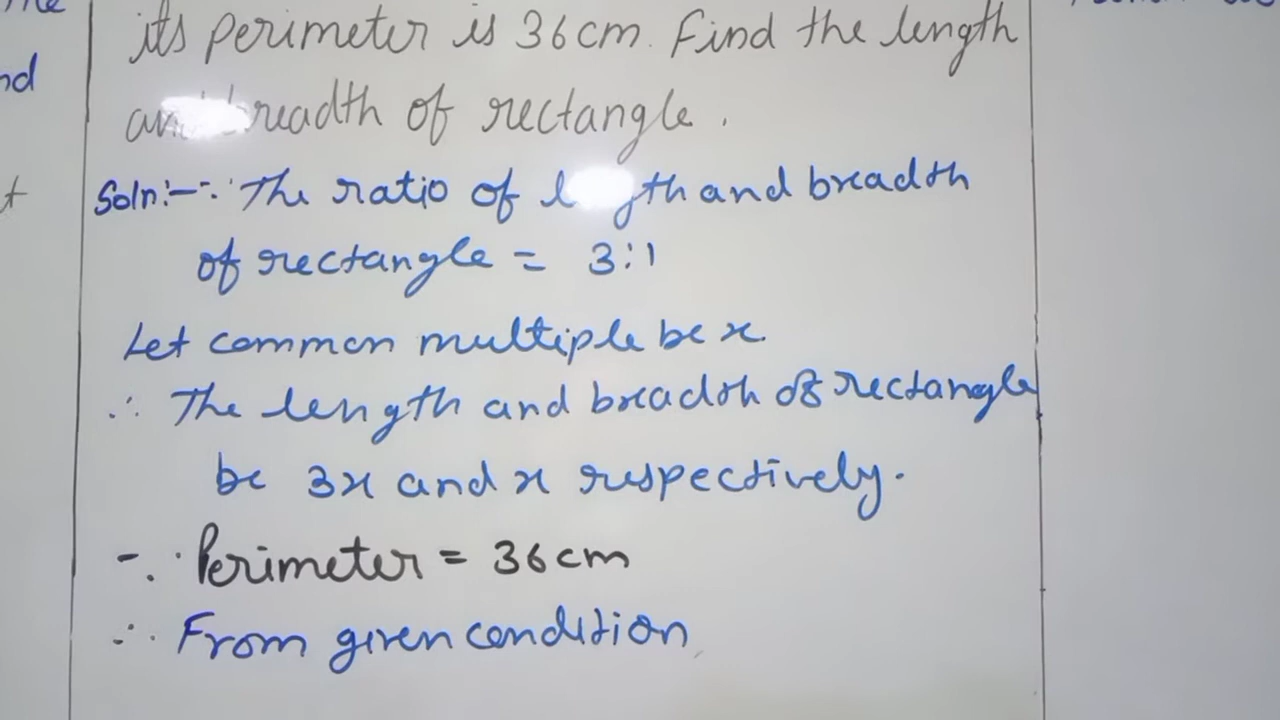 its perimeter is 36cm. Find the length
breadth of rectangle.
Soln:- ∵ The ratio of length and breadth
of rectangle = 3:1
Let common multiple be x.
∴ The length and breadth of rectangle
be 3x and x respectively.
∵ Perimeter = 36cm
∴ From given condition,